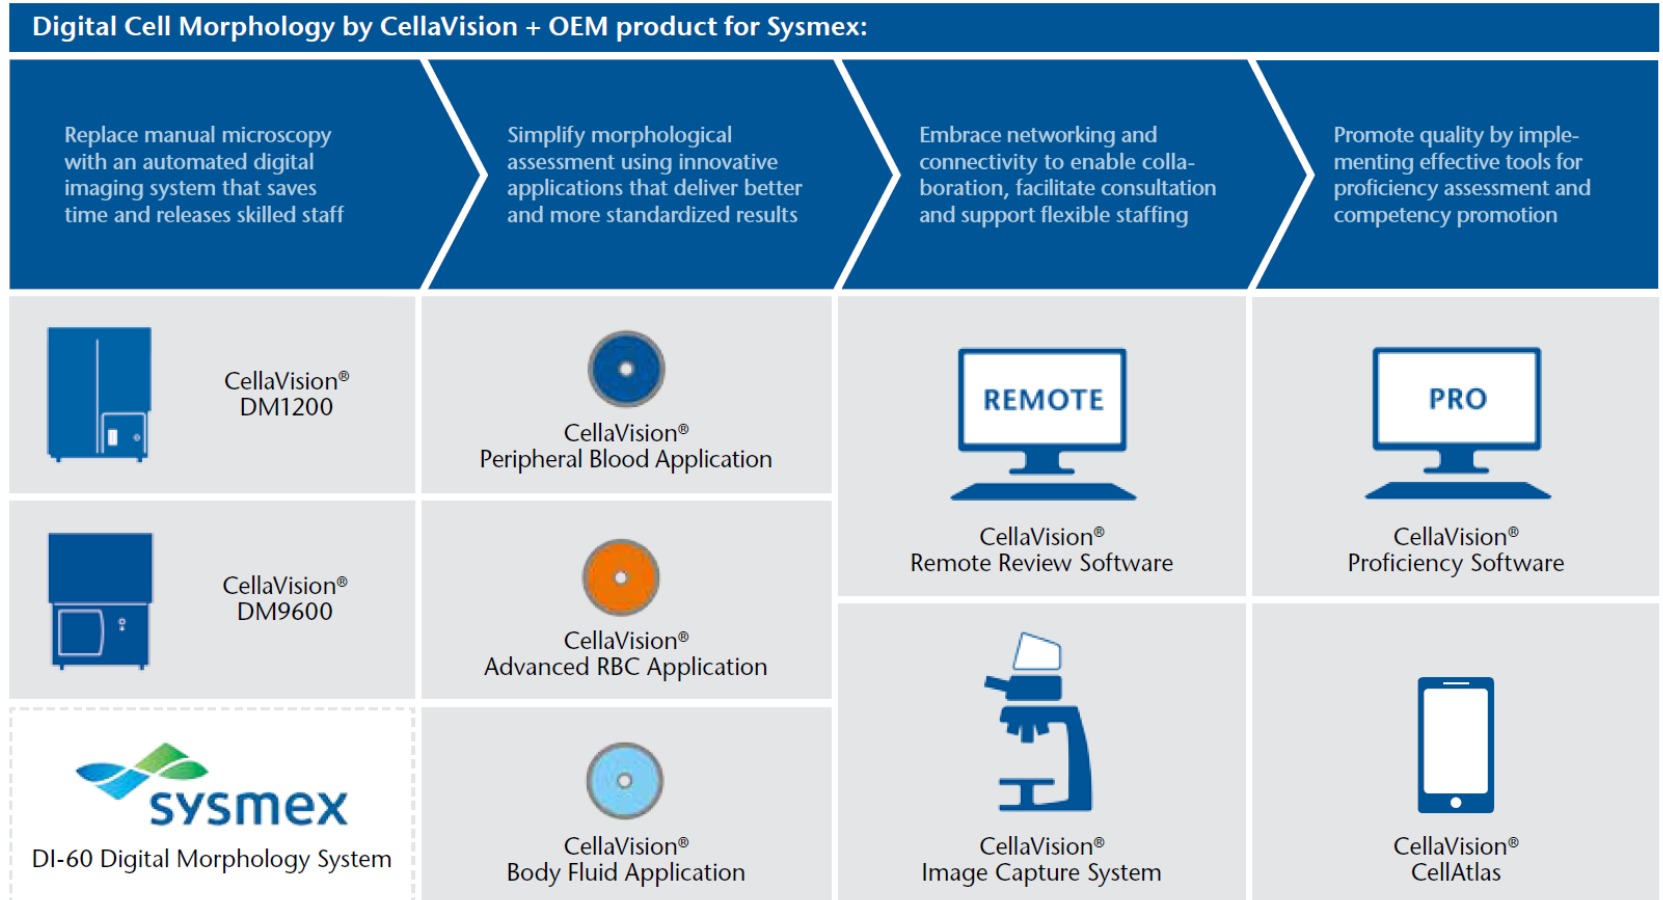 Digital Cell Morphology by CellaVision + OEM product for Sysmex:
Replace manual microscopy
with an automated digital
imaging system that saves
time and releases skilled staff
Simplify morphological
assessment using innovative
applications that deliver better
and more standardized results
Embrace networking and
connectivity to enable colla-
boration, facilitate consultation
and support flexible staffing
Promote quality by imple-
menting effective tools for
proficiency assessment and
competency promotion
CellaVision®
DM1200
CellaVision®
DM9600
sysmex
DI-60 Digital Morphology System
CellaVision®
Peripheral Blood Application
CellaVision®
Advanced RBC Application
CellaVision®
Body Fluid Application
REMOTE
CellaVision®
Remote Review Software
CellaVision®
Image Capture System
PRO
CellaVision®
Proficiency Software
CellaVision®
CellAtlas